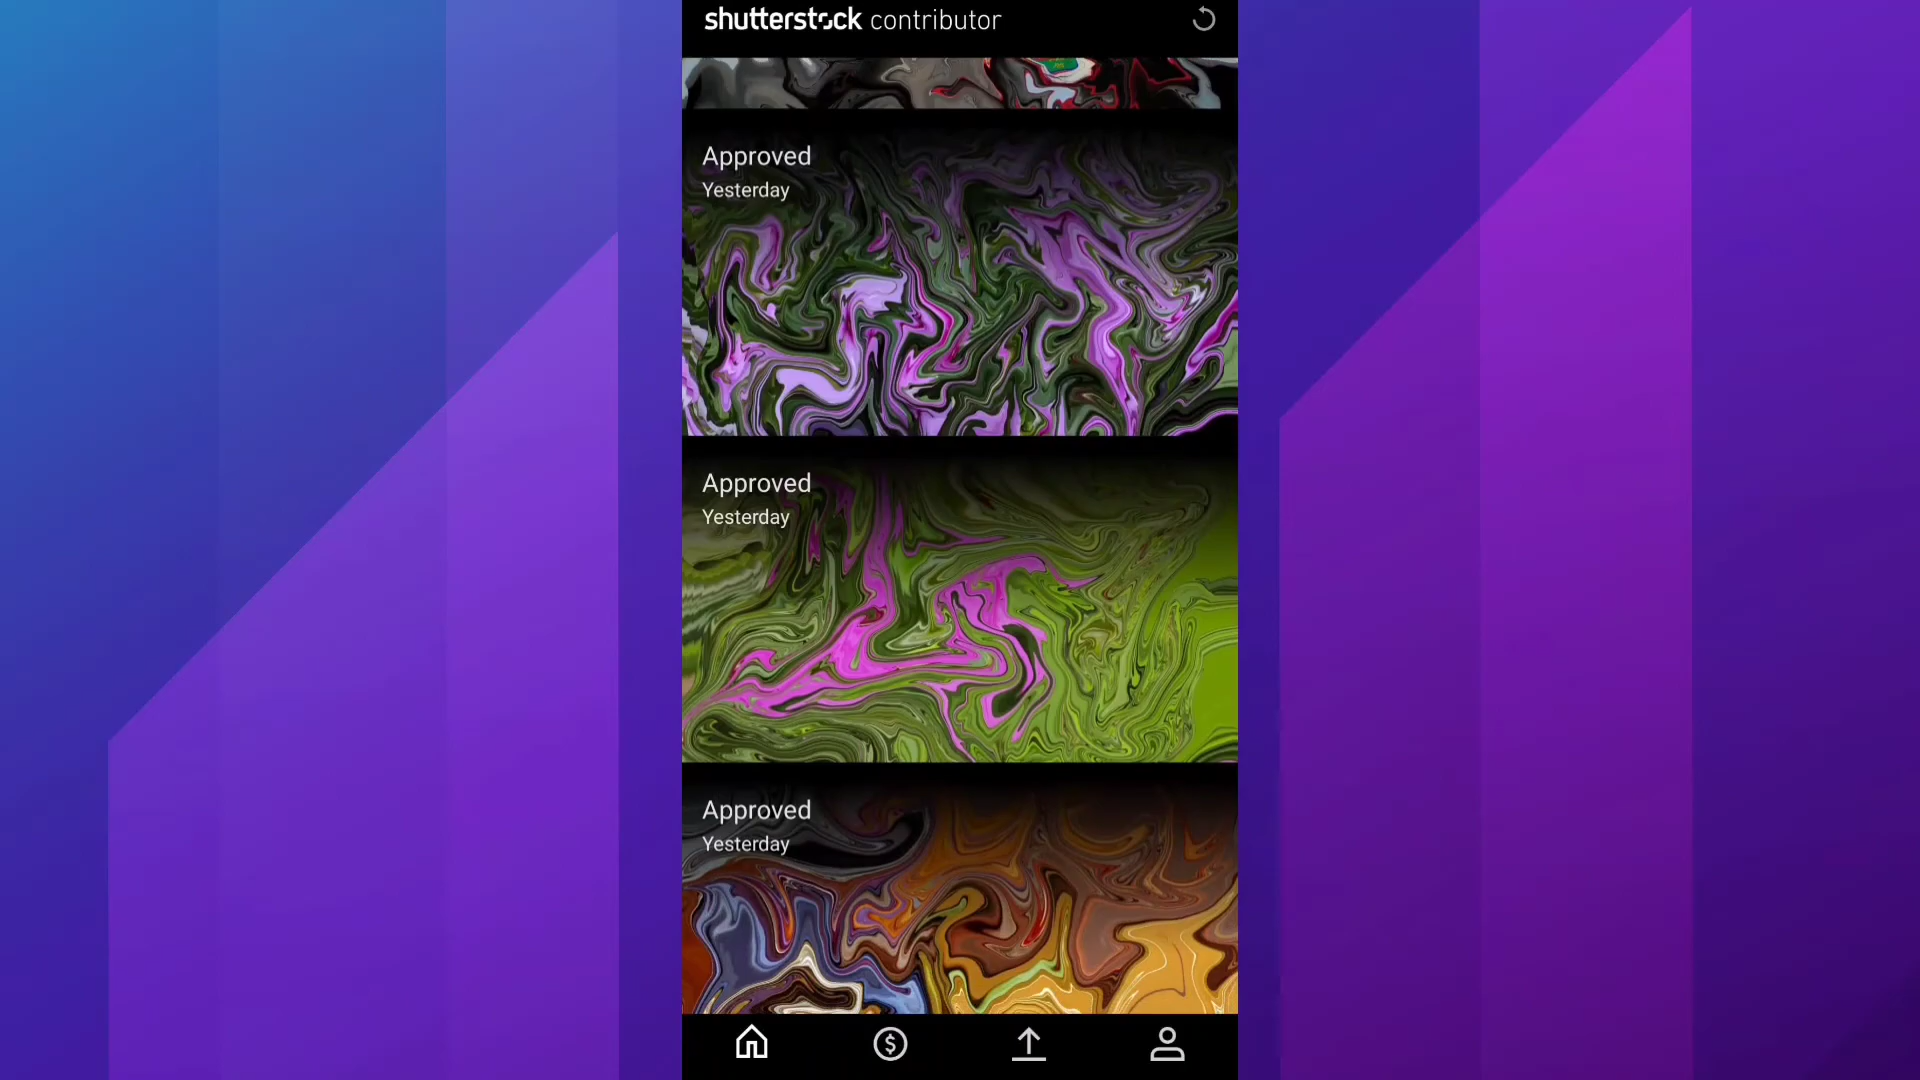 shutterstock contributor
Approved
Yesterday
Approved
Yesterday
Approved
Yesterday